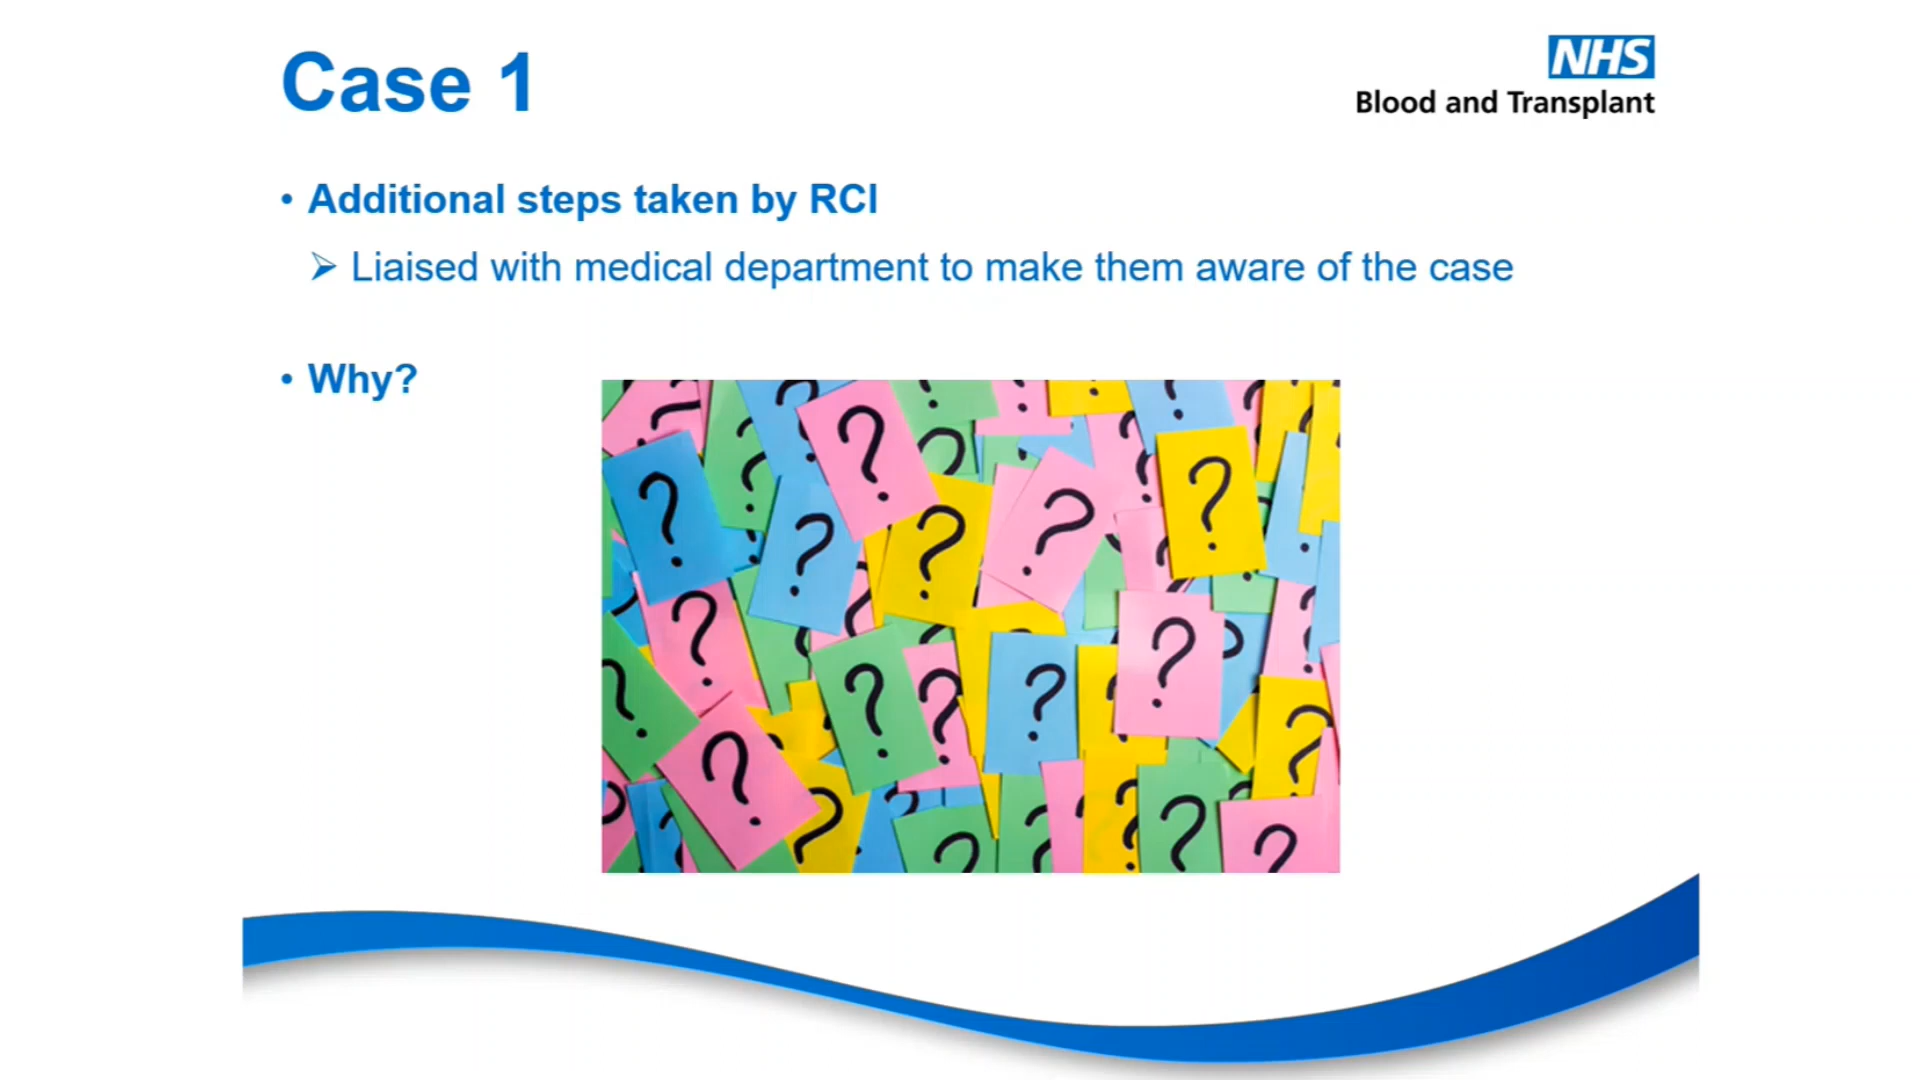 Case 1
NHS
Blood and Transplant
• Additional steps taken by RCI
➢ Liaised with medical department to make them aware of the case
• Why?